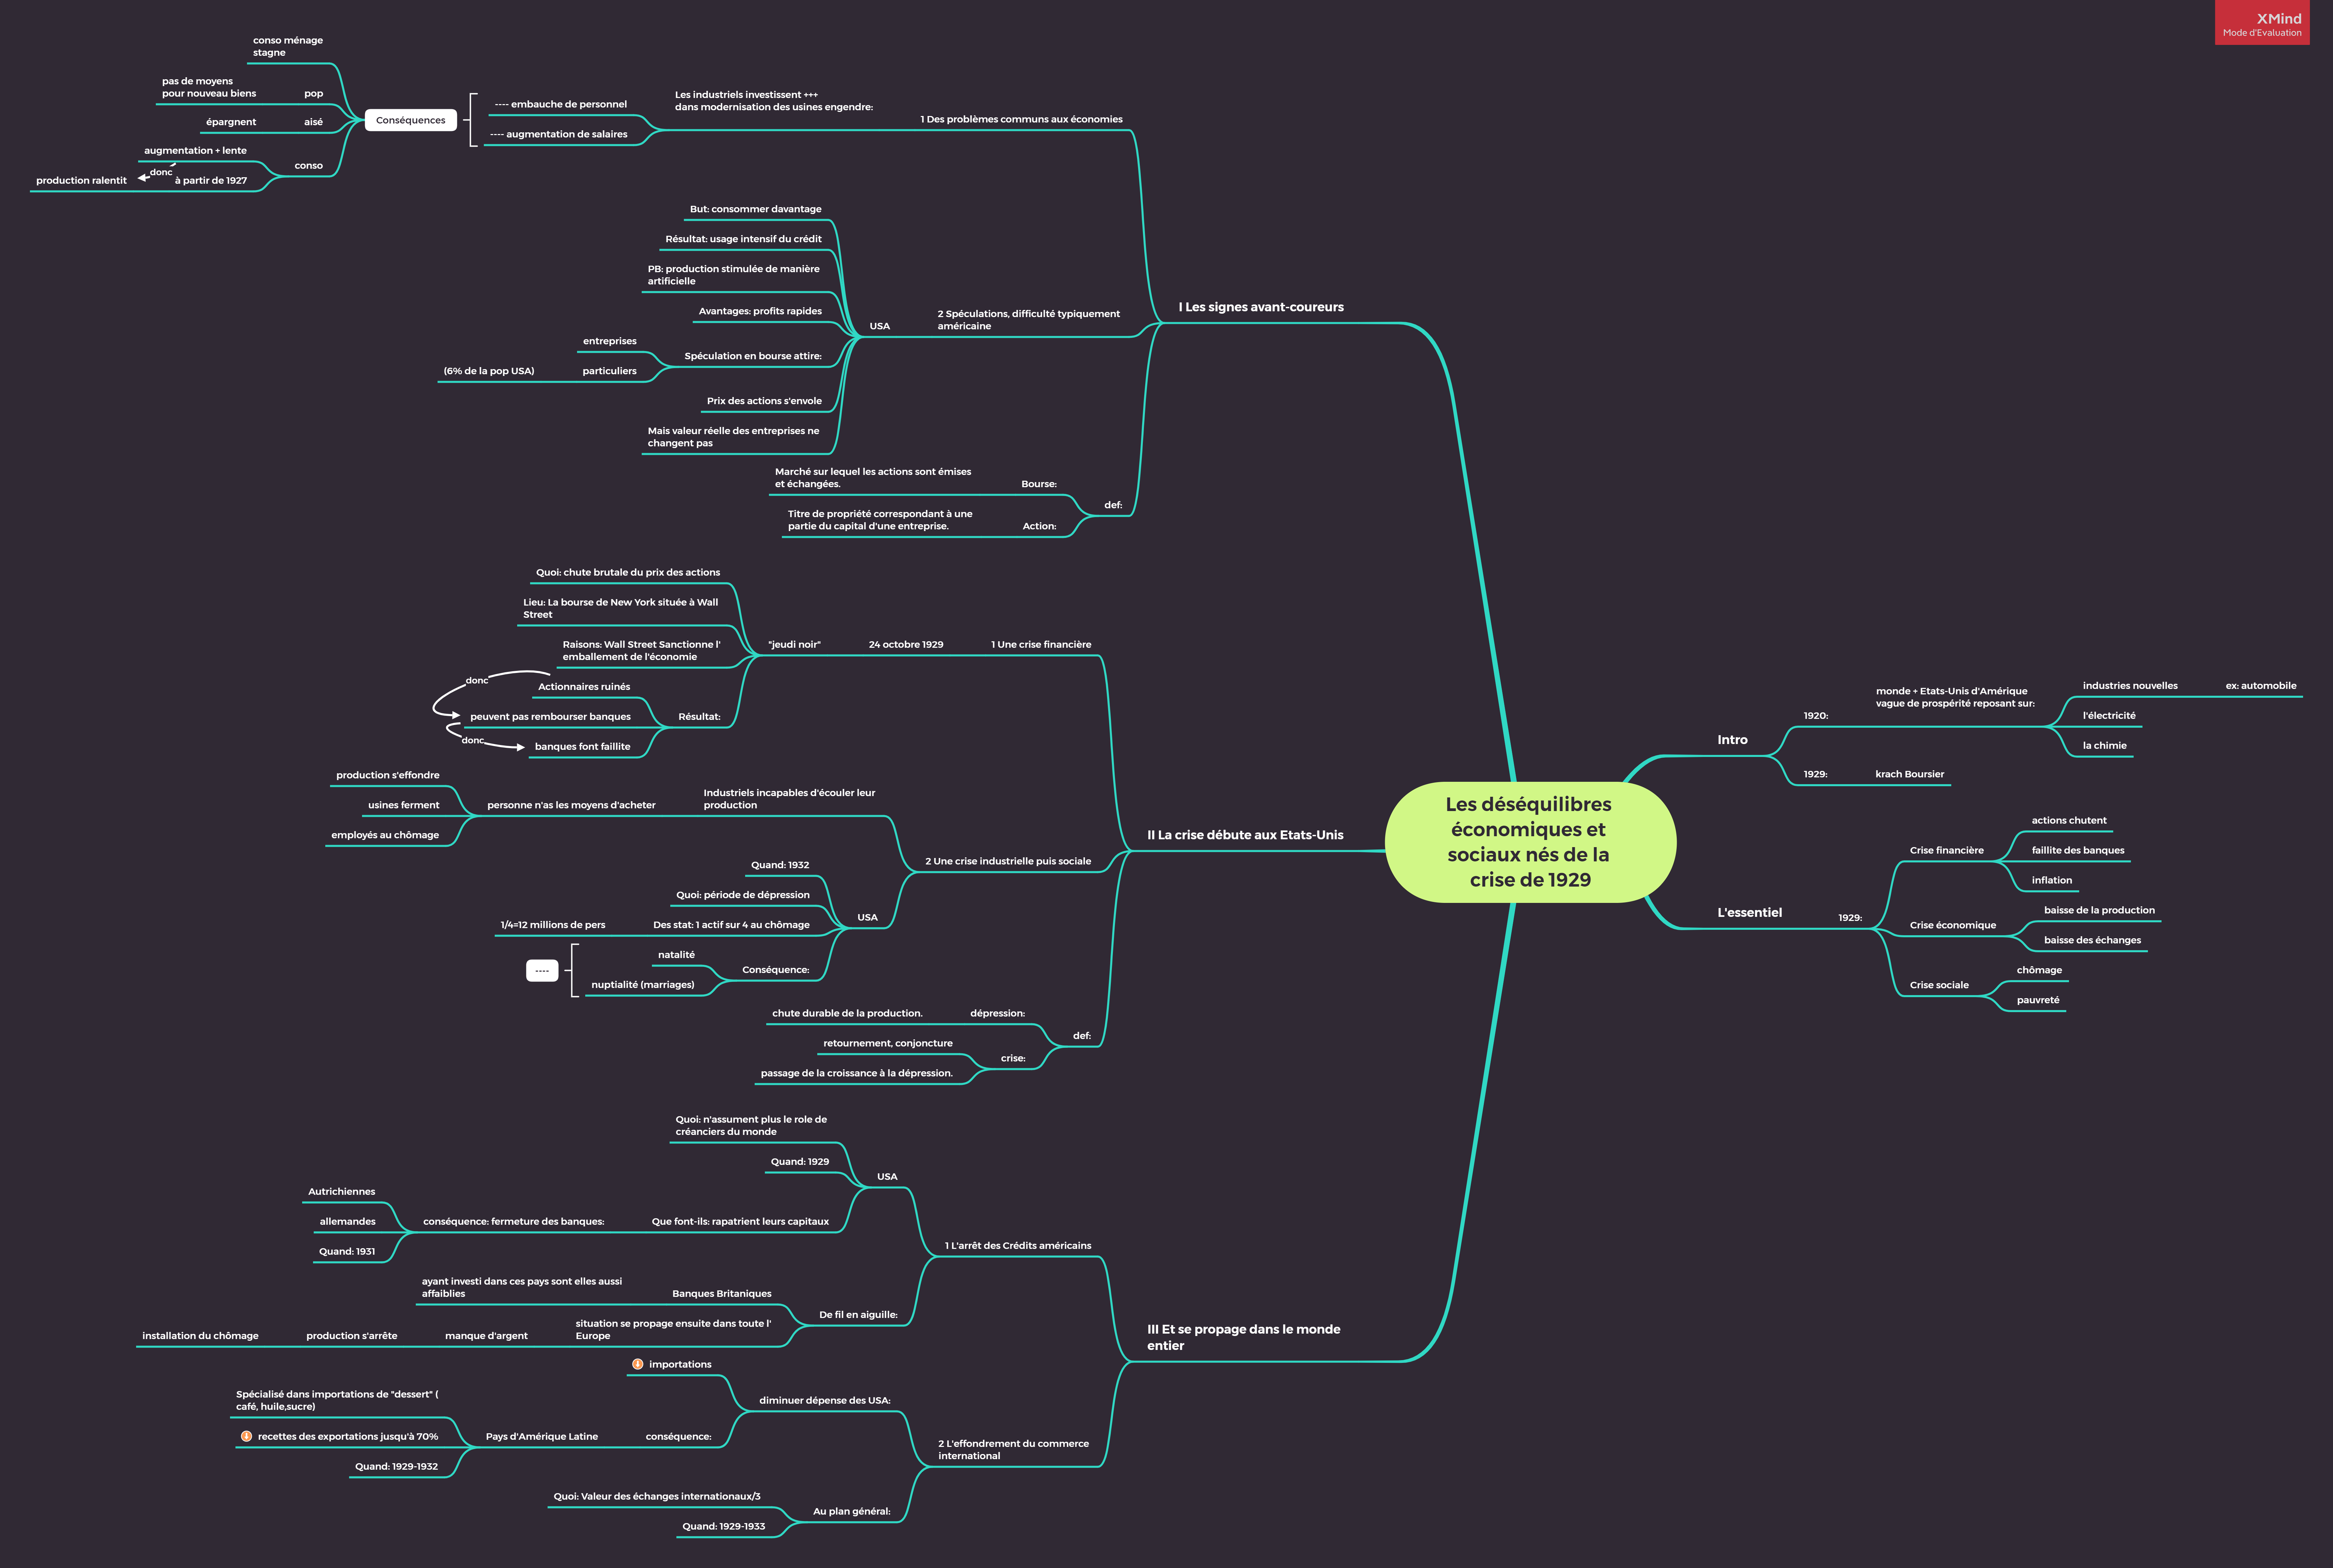 XMind
Mode d'Evaluation
Les déséquilibres
économiques et
sociaux nés de la
crise de 1929
Intro
1920:
monde + Etats-Unis d'Amérique
vague de prospérité reposant sur:
industries nouvelles
ex: automobile
l'électricité
la chimie
1929:
krach Boursier
L'essentiel
1929:
Crise financière
actions chutent
faillite des banques
inflation
Crise économique
baisse de la production
baisse des échanges
Crise sociale
chômage
pauvreté
I Les signes avant-coureurs
1 Des problèmes communs aux économies
Les industriels investissent +++
dans modernisation des usines engendre:
---- embauche de personnel
---- augmentation de salaires
Conséquences
conso ménage
stagne
pop
pas de moyens
pour nouveau biens
aisé
épargnent
conso
augmentation + lente
donc
à partir de 1927
production ralentit
2 Spéculations, difficulté typiquement
américaine
USA
But: consommer davantage
Résultat: usage intensif du crédit
PB: production stimulée de manière
artificielle
Avantages: profits rapides
Spéculation en bourse attire:
entreprises
particuliers
(6% de la pop USA)
Prix des actions s'envole
Mais valeur réelle des entreprises ne
changent pas
def:
Bourse:
Marché sur lequel les actions sont émises
et échangées.
Action:
Titre de propriété correspondant à une
partie du capital d'une entreprise.
II La crise débute aux Etats-Unis
1 Une crise financière
24 octobre 1929
"jeudi noir"
Quoi: chute brutale du prix des actions
Lieu: La bourse de New York située à Wall
Street
Raisons: Wall Street Sanctionne l'
emballement de l'économie
Résultat:
Actionnaires ruinés
donc
peuvent pas rembourser banques
donc
banques font faillite
2 Une crise industrielle puis sociale
Industriels incapables d'écouler leur
production
personne n'as les moyens d'acheter
production s'effondre
usines ferment
employés au chômage
USA
Quand: 1932
Quoi: période de dépression
Des stat: 1 actif sur 4 au chômage
1/4=12 millions de pers
Conséquence:
natalité
nuptialité (marriages)
----
def:
dépression:
chute durable de la production.
crise:
retournement, conjoncture
passage de la croissance à la dépression.
III Et se propage dans le monde
entier
1 L'arrêt des Crédits américains
USA
Quoi: n'assument plus le role de
créanciers du monde
Quand: 1929
Que font-ils: rapatrient leurs capitaux
conséquence: fermeture des banques:
Autrichiennes
allemandes
Quand: 1931
De fil en aiguille:
Banques Britaniques
ayant investi dans ces pays sont elles aussi
affaiblies
situation se propage ensuite dans toute l'
Europe
manque d'argent
production s'arrête
installation du chômage
2 L'effondrement du commerce
international
diminuer dépense des USA:
importations
conséquence:
Pays d'Amérique Latine
Spécialisé dans importations de "dessert" (
café, huile,sucre)
recettes des exportations jusqu'à 70%
Quand: 1929-1932
Au plan général:
Quoi: Valeur des échanges internationaux/3
Quand: 1929-1933